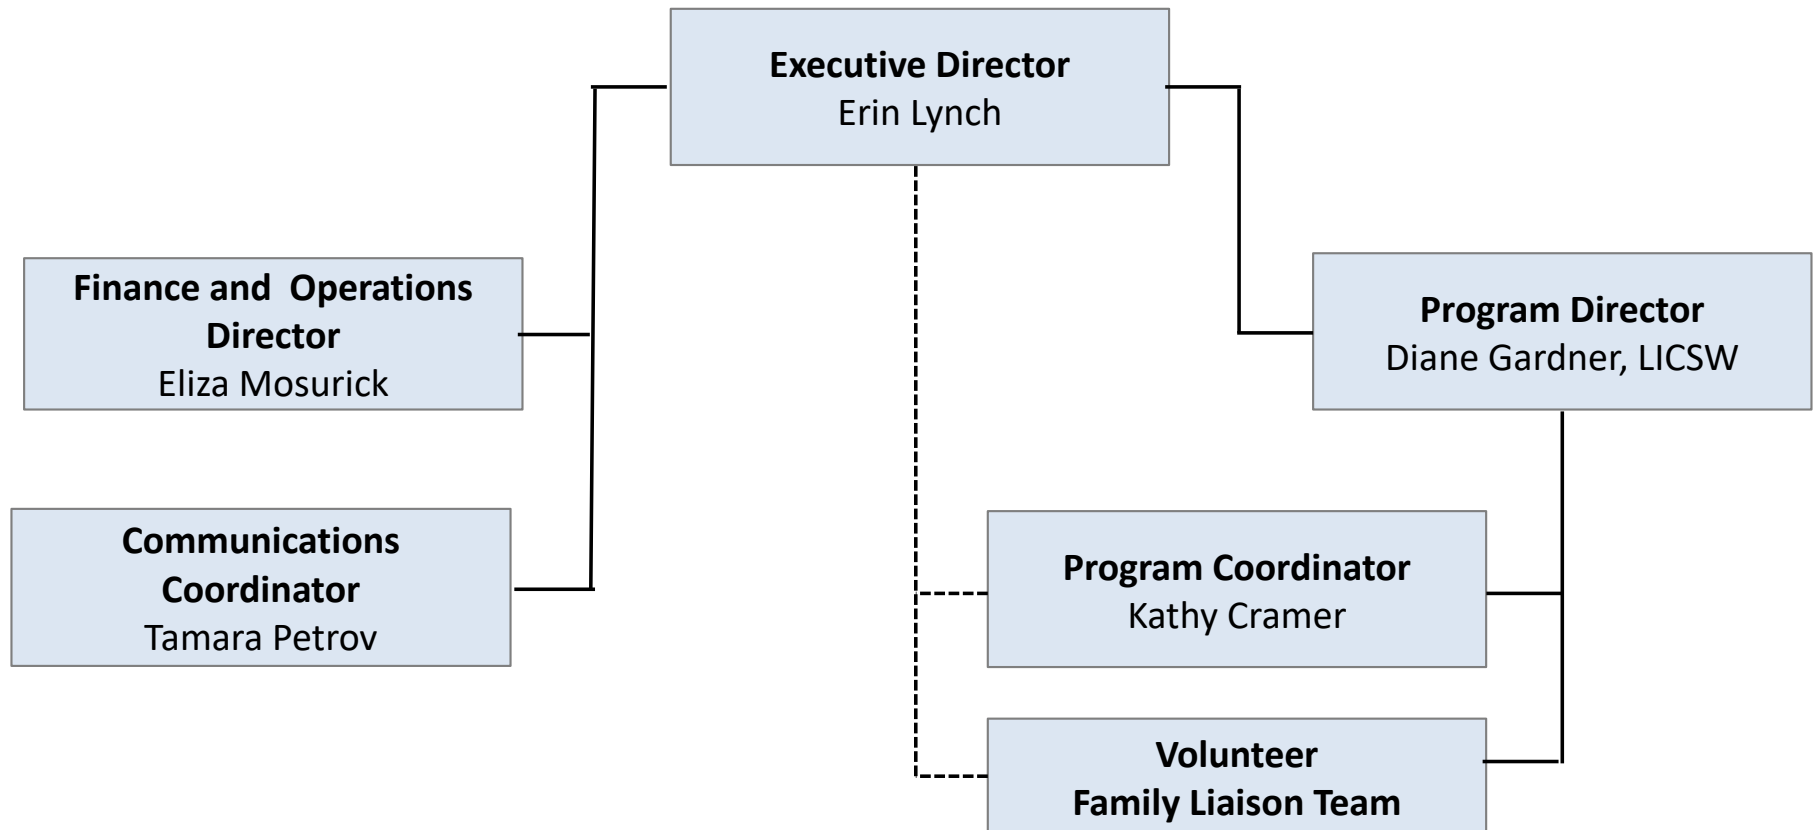 Executive Director
Erin Lynch
Finance and  Operations
Director
Eliza Mosurick
Program Director
Diane Gardner, LICSW
Communications
Coordinator
Tamara Petrov
Program Coordinator
Kathy Cramer
Volunteer
Family Liaison Team